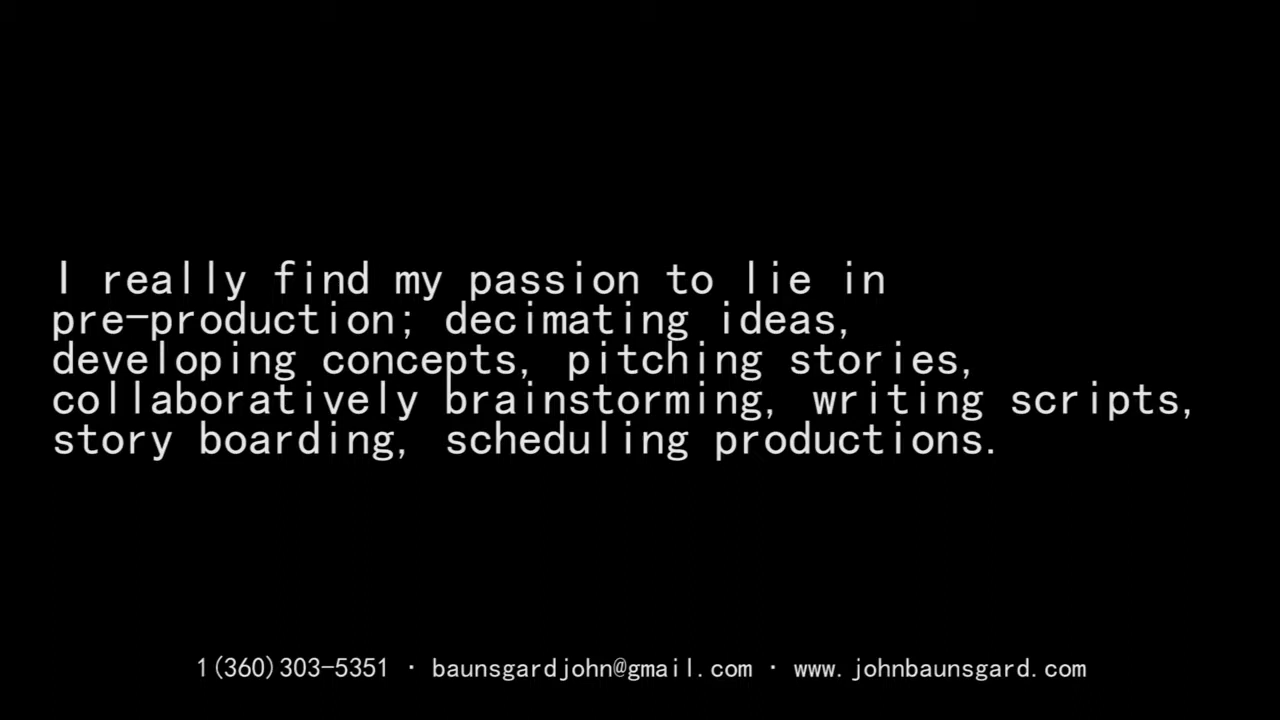 I really find my passion to lie in
pre-production; decimating ideas,
developing concepts, pitching stories,
collaboratively brainstorming, writing scripts,
story boarding, scheduling productions.
1(360)303-5351 · baunsgardjohn@gmail.com · www.johnbaunsgard.com